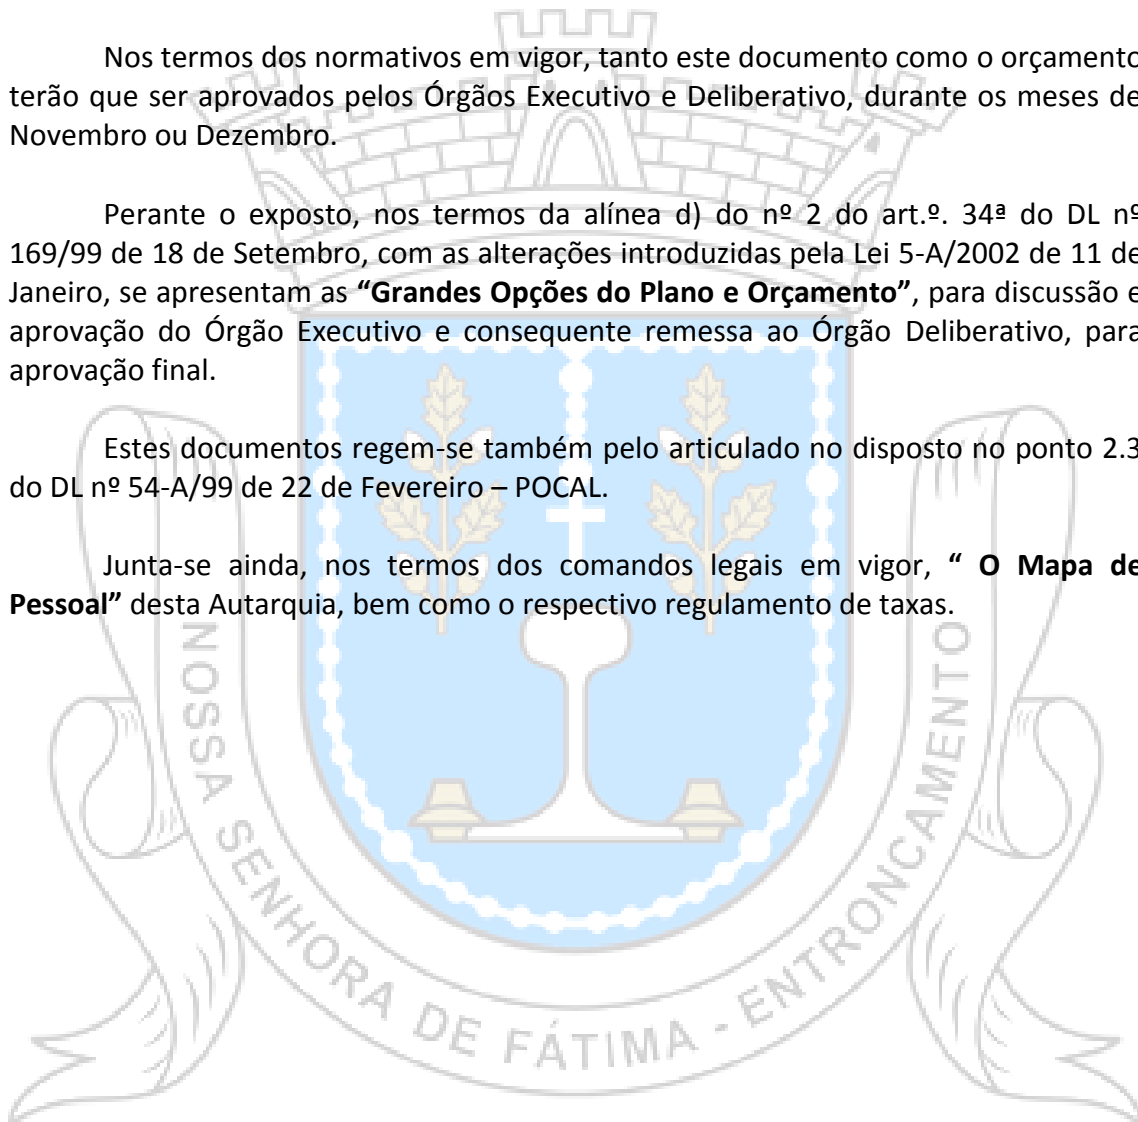 Nos termos dos normativos em vigor, tanto este documento como o orçamento
terão que ser aprovados pelos Órgãos Executivo e Deliberativo, durante os meses de
Novembro ou Dezembro.
Perante o exposto, nos termos da alínea d) do nº 2 do art.º. 34ª do DL nº
169/99 de 18 de Setembro, com as alterações introduzidas pela Lei 5-A/2002 de 11 de
Janeiro, se apresentam as “Grandes Opções do Plano e Orçamento”, para discussão e
aprovação do Órgão Executivo e consequente remessa ao Órgão Deliberativo, para
aprovação final.
Estes documentos regem-se também pelo articulado no disposto no ponto 2.3
do DL nº 54-A/99 de 22 de Fevereiro – POCAL.
Junta-se ainda, nos termos dos comandos legais em vigor, “ O Mapa de
Pessoal” desta Autarquia, bem como o respectivo regulamento de taxas.
NOSSA SENHORA DE FÁTIMA - ENTRONCAMENTO